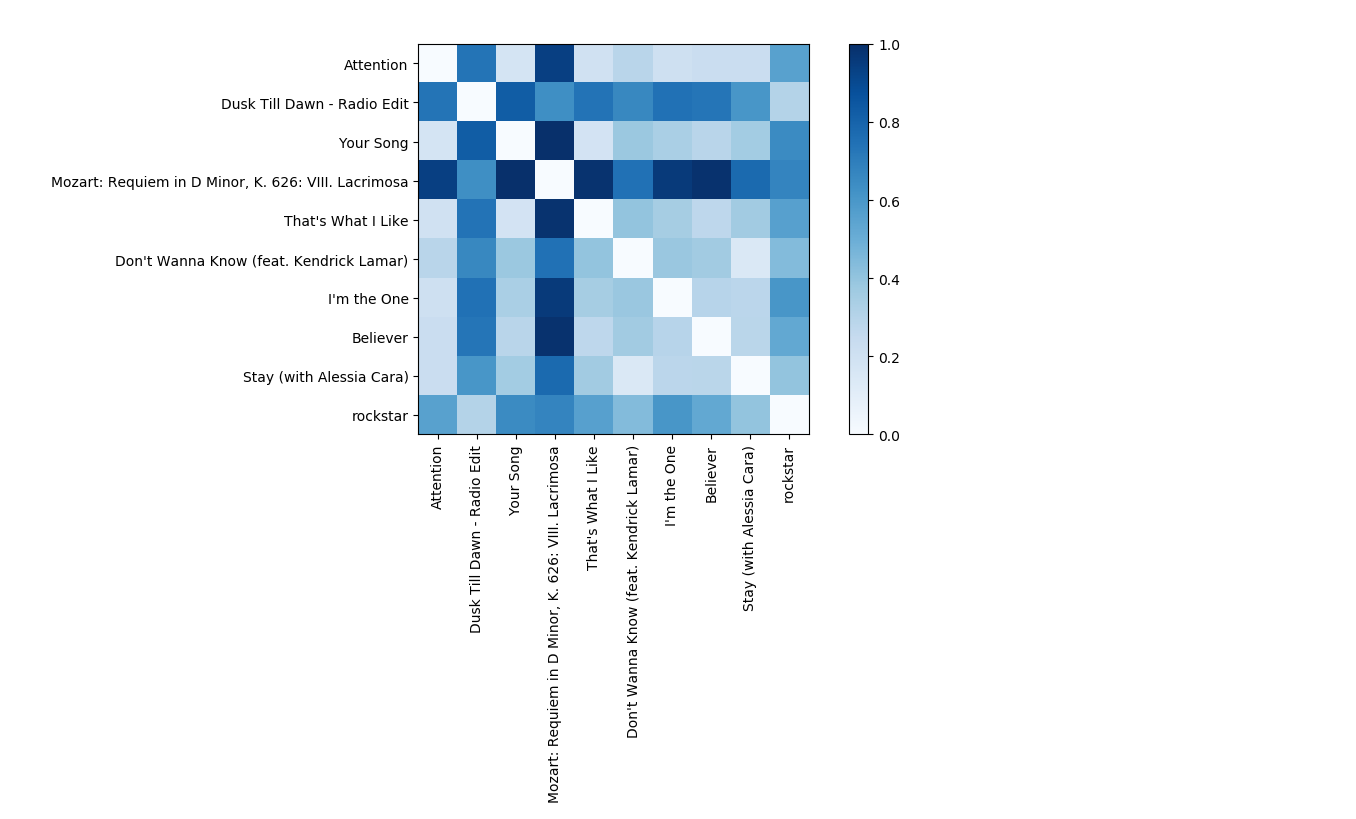 Attention
Dusk Till Dawn - Radio Edit
Your Song
Mozart: Requiem in D Minor, K. 626: VIII. Lacrimosa
That's What I Like
Don't Wanna Know (feat. Kendrick Lamar)
I'm the One
Believer
Stay (with Alessia Cara)
rockstar
Attention
Dusk Till Dawn - Radio Edit
Your Song
Mozart: Requiem in D Minor, K. 626: VIII. Lacrimosa
That's What I Like
Don't Wanna Know (feat. Kendrick Lamar)
I'm the One
Believer
Stay (with Alessia Cara)
rockstar
1.0
0.8
0.6
0.4
0.2
0.0